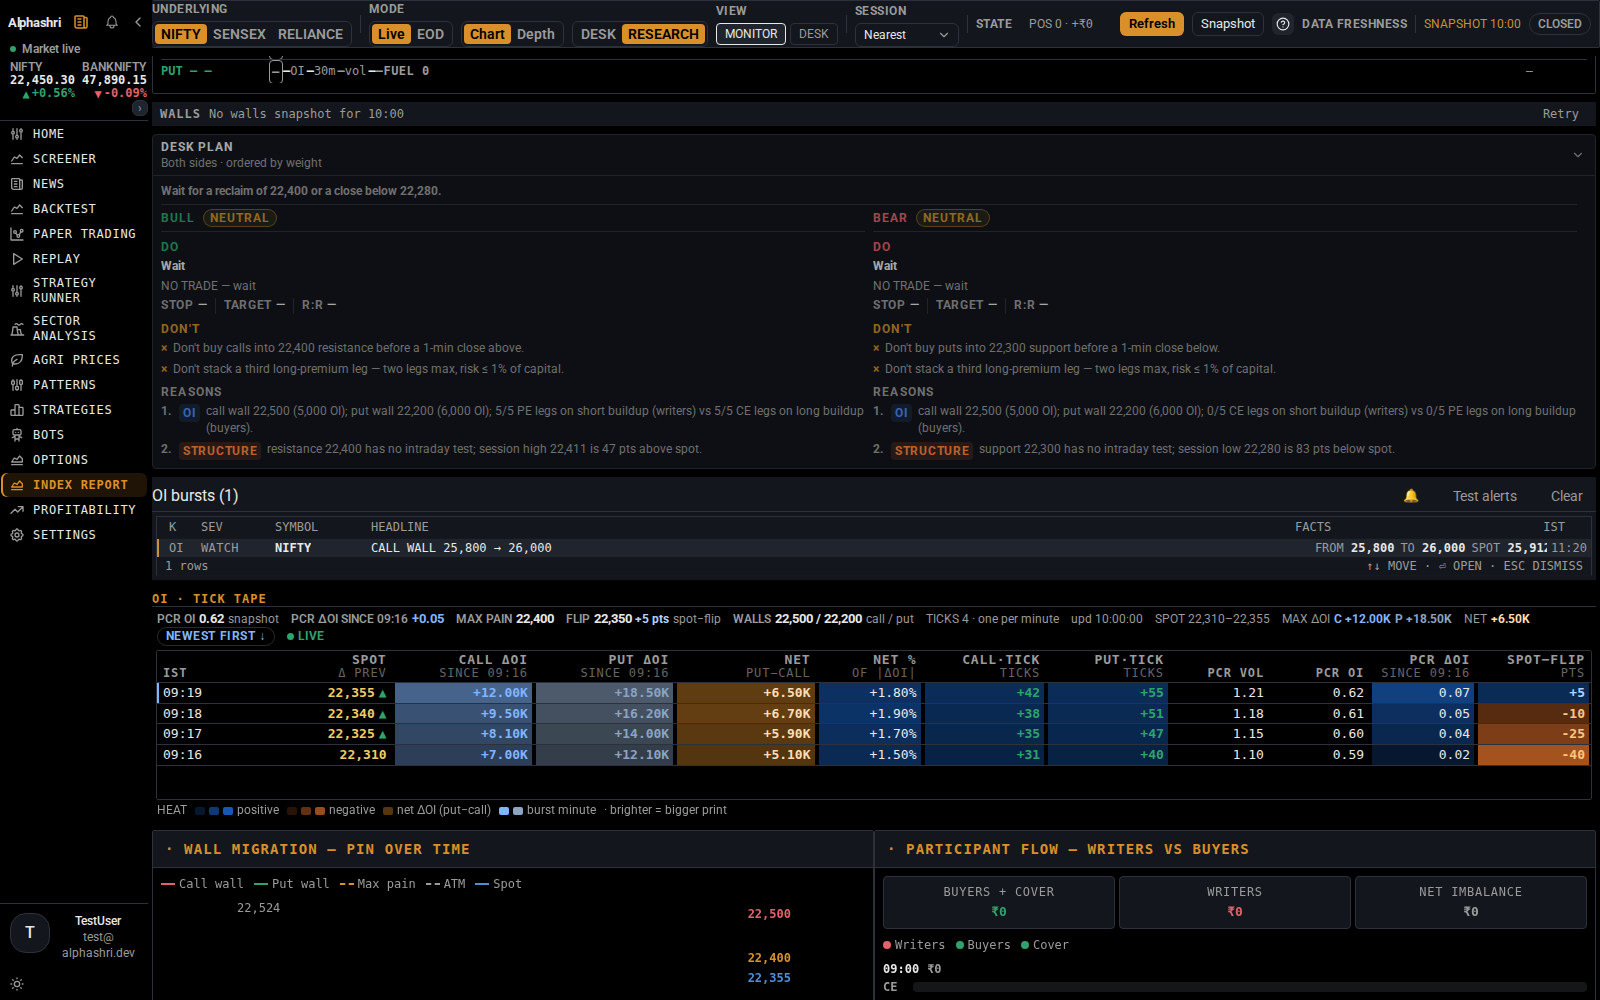 Alphashri
Market live
NIFTY BANKNIFTY
22,450.30 47,890.15
▲+0.56% ▼-0.09%
HOME
SCREENER
NEWS
BACKTEST
PAPER TRADING
REPLAY
STRATEGY
RUNNER
SECTOR
ANALYSIS
AGRI PRICES
PATTERNS
STRATEGIES
BOTS
OPTIONS
INDEX REPORT
PROFITABILITY
SETTINGS
T
TestUser
test@
alphashri.dev
UNDERLYING MODE VIEW SESSION
NIFTY SENSEX RELIANCE Live EOD Chart Depth DESK RESEARCH MONITOR DESK Nearest STATE POS 0 · +₹0 Refresh Snapshot DATA FRESHNESS SNAPSHOT 10:00 CLOSED
PUT — — — OI — 30m — vol — —FUEL 0 —
WALLS No walls snapshot for 10:00 Retry
DESK PLAN
Both sides · ordered by weight
Wait for a reclaim of 22,400 or a close below 22,280.
BULL NEUTRAL
DO
Wait
NO TRADE — wait
STOP — TARGET — R:R —
DON'T
× Don't buy calls into 22,400 resistance before a 1-min close above.
× Don't stack a third long-premium leg — two legs max, risk ≤ 1% of capital.
REASONS
1. OI call wall 22,500 (5,000 OI); put wall 22,200 (6,000 OI); 5/5 PE legs on short buildup (writers) vs 5/5 CE legs on long buildup
(buyers).
2. STRUCTURE resistance 22,400 has no intraday test; session high 22,411 is 47 pts above spot.
BEAR NEUTRAL
DO
Wait
NO TRADE — wait
STOP — TARGET — R:R —
DON'T
× Don't buy puts into 22,300 support before a 1-min close below.
× Don't stack a third long-premium leg — two legs max, risk ≤ 1% of capital.
REASONS
1. OI call wall 22,500 (5,000 OI); put wall 22,200 (6,000 OI); 0/5 CE legs on short buildup (writers) vs 0/5 PE legs on long buildup
(buyers).
2. STRUCTURE support 22,300 has no intraday test; session low 22,280 is 83 pts below spot.
OI bursts (1) 🔔 Test alerts Clear
K SEV SYMBOL HEADLINE FACTS IST
OI WATCH NIFTY CALL WALL 25,800 → 26,000 FROM 25,800 TO 26,000 SPOT 25,912 11:20
1 rows ↑↓ MOVE · ⏎ OPEN · ESC DISMISS
OI · TICK TAPE
PCR OI 0.62 snapshot PCR ΔOI SINCE 09:16 +0.05 MAX PAIN 22,400 FLIP 22,350 +5 pts spot-flip WALLS 22,500 / 22,200 call / put TICKS 4 · one per minute upd 10:00:00 SPOT 22,310–22,355 MAX ΔOI C +12.00K P +18.50K NET +6.50K
NEWEST FIRST ↓ LIVE
SPOT CALL ΔOI PUT ΔOI NET NET % CALL·TICK PUT·TICK PCR ΔOI SPOT−FLIP
IST Δ PREV SINCE 09:16 SINCE 09:16 PUT−CALL OF |ΔOI| TICKS TICKS PCR VOL PCR OI SINCE 09:16 PTS
09:19 22,355 ▲ +12.00K +18.50K +6.50K +1.80% +42 +55 1.21 0.62 0.07 +5
09:18 22,340 ▲ +9.50K +16.20K +6.70K +1.90% +38 +51 1.18 0.61 0.05 -10
09:17 22,325 ▲ +8.10K +14.00K +5.90K +1.70% +35 +47 1.15 0.60 0.04 -25
09:16 22,310 +7.00K +12.10K +5.10K +1.50% +31 +40 1.10 0.59 0.02 -40
HEAT positive negative net ΔOI (put−call) burst minute · brighter = bigger print
· WALL MIGRATION — PIN OVER TIME
Call wall Put wall Max pain ATM Spot
22,524
22,500
22,400
22,355
· PARTICIPANT FLOW — WRITERS VS BUYERS
BUYERS + COVER WRITERS NET IMBALANCE
₹0 ₹0 ₹0
Writers Buyers Cover
09:00 ₹0
CE